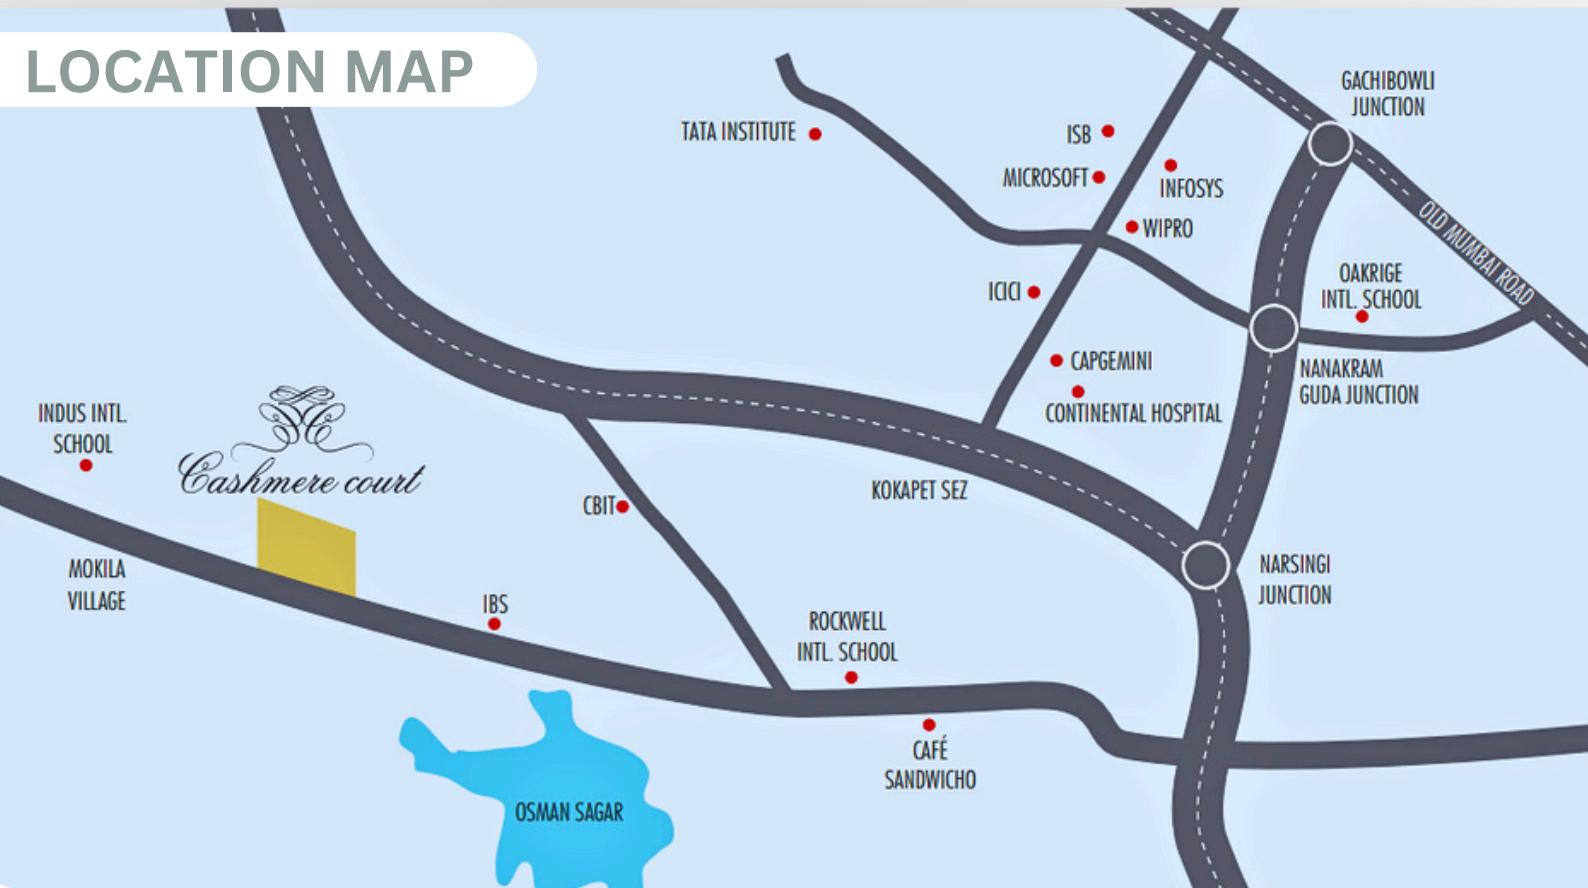 LOCATION MAP
GACHIBOWLI
JUNCTION
TATA INSTITUTE
ISB
MICROSOFT
INFOSYS
WIPRO
OLD MUMBAI ROAD
OAKRIGE
INTL. SCHOOL
ICICI
CAPGEMINI
NANAKRAM
GUDA JUNCTION
CONTINENTAL HOSPITAL
INDUS INTL.
SCHOOL
Cashmere court
KOKAPET SEZ
CBIT
MOKILA
VILLAGE
NARSINGI
JUNCTION
IBS
ROCKWELL
INTL. SCHOOL
CAFÉ
SANDWICHO
OSMAN SAGAR